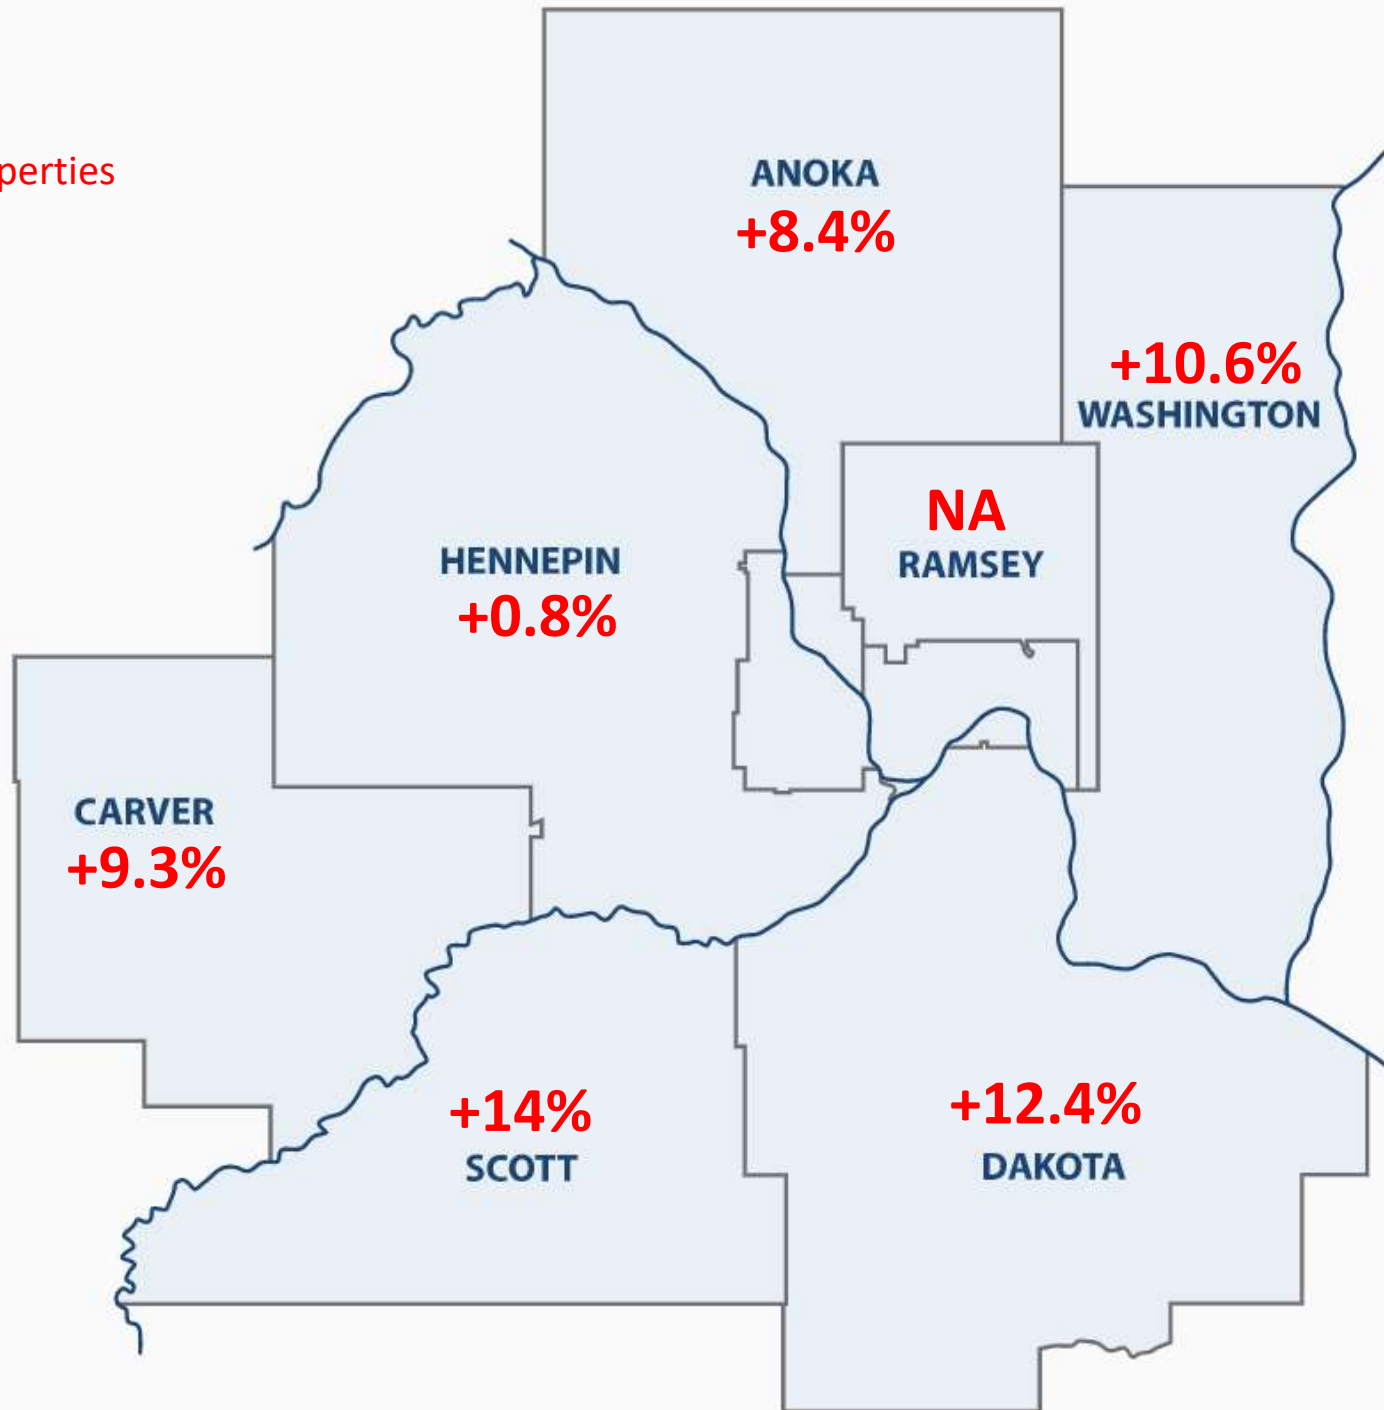 perties
ANOKA
+8.4%
+10.6%
WASHINGTON
NA
RAMSEY
HENNEPIN
+0.8%
CARVER
+9.3%
+14%
SCOTT
+12.4%
DAKOTA